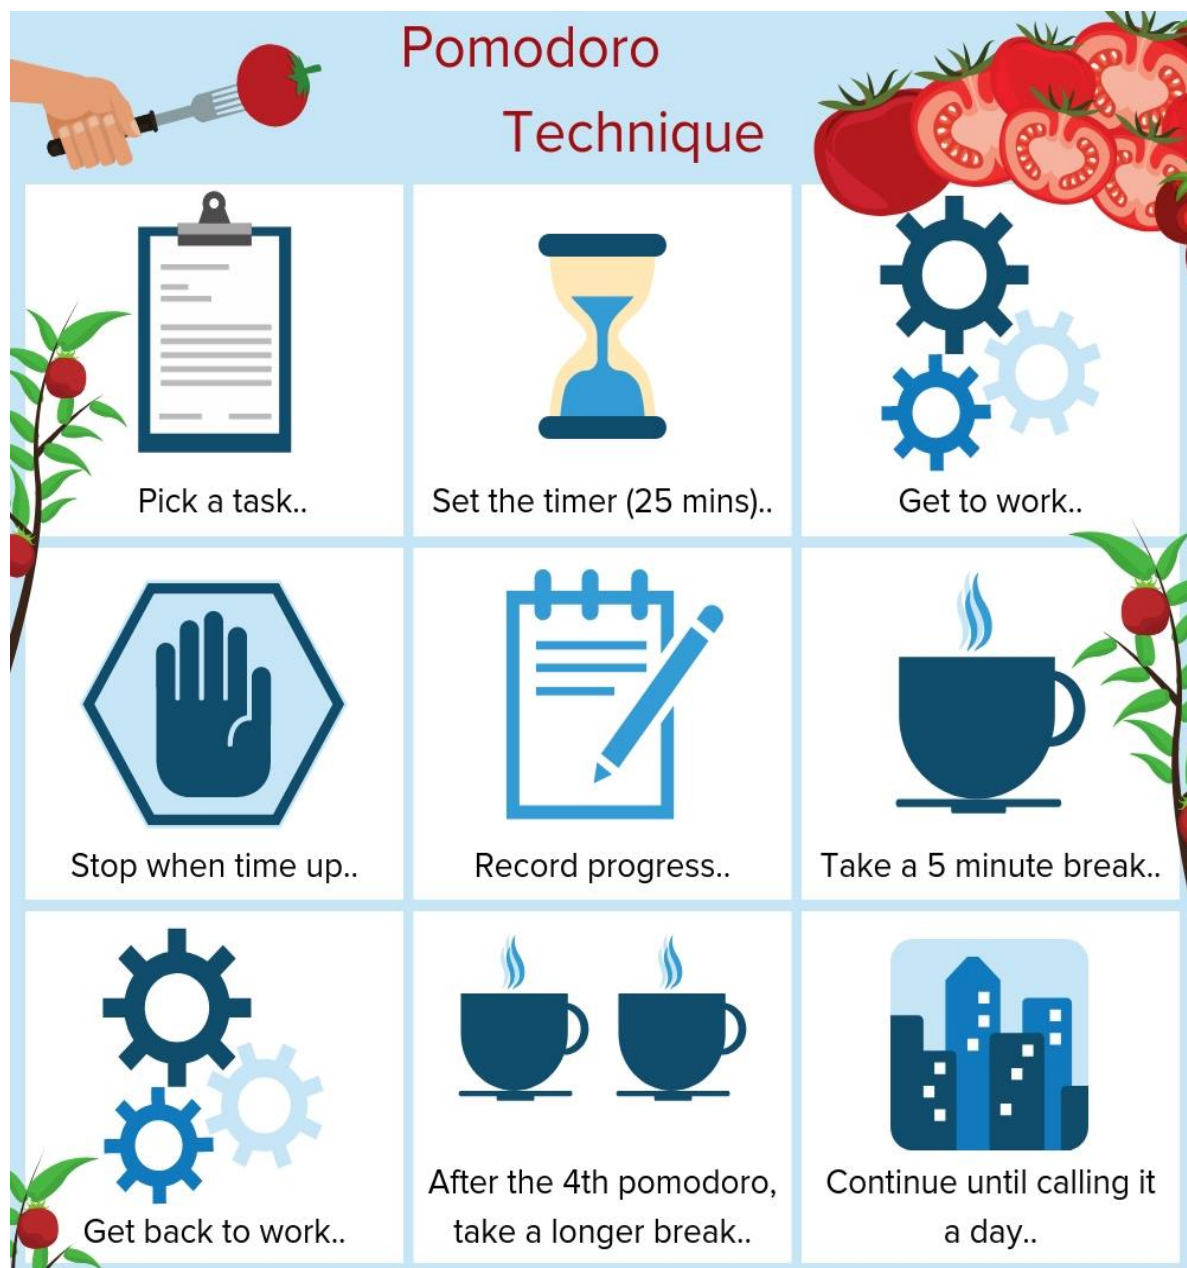 Pomodoro
Technique
Pick a task..
Set the timer (25 mins)..
Get to work..
Stop when time up..
Record progress..
Take a 5 minute break..
Get back to work..
After the 4th pomodoro,
take a longer break..
Continue until calling it
a day..